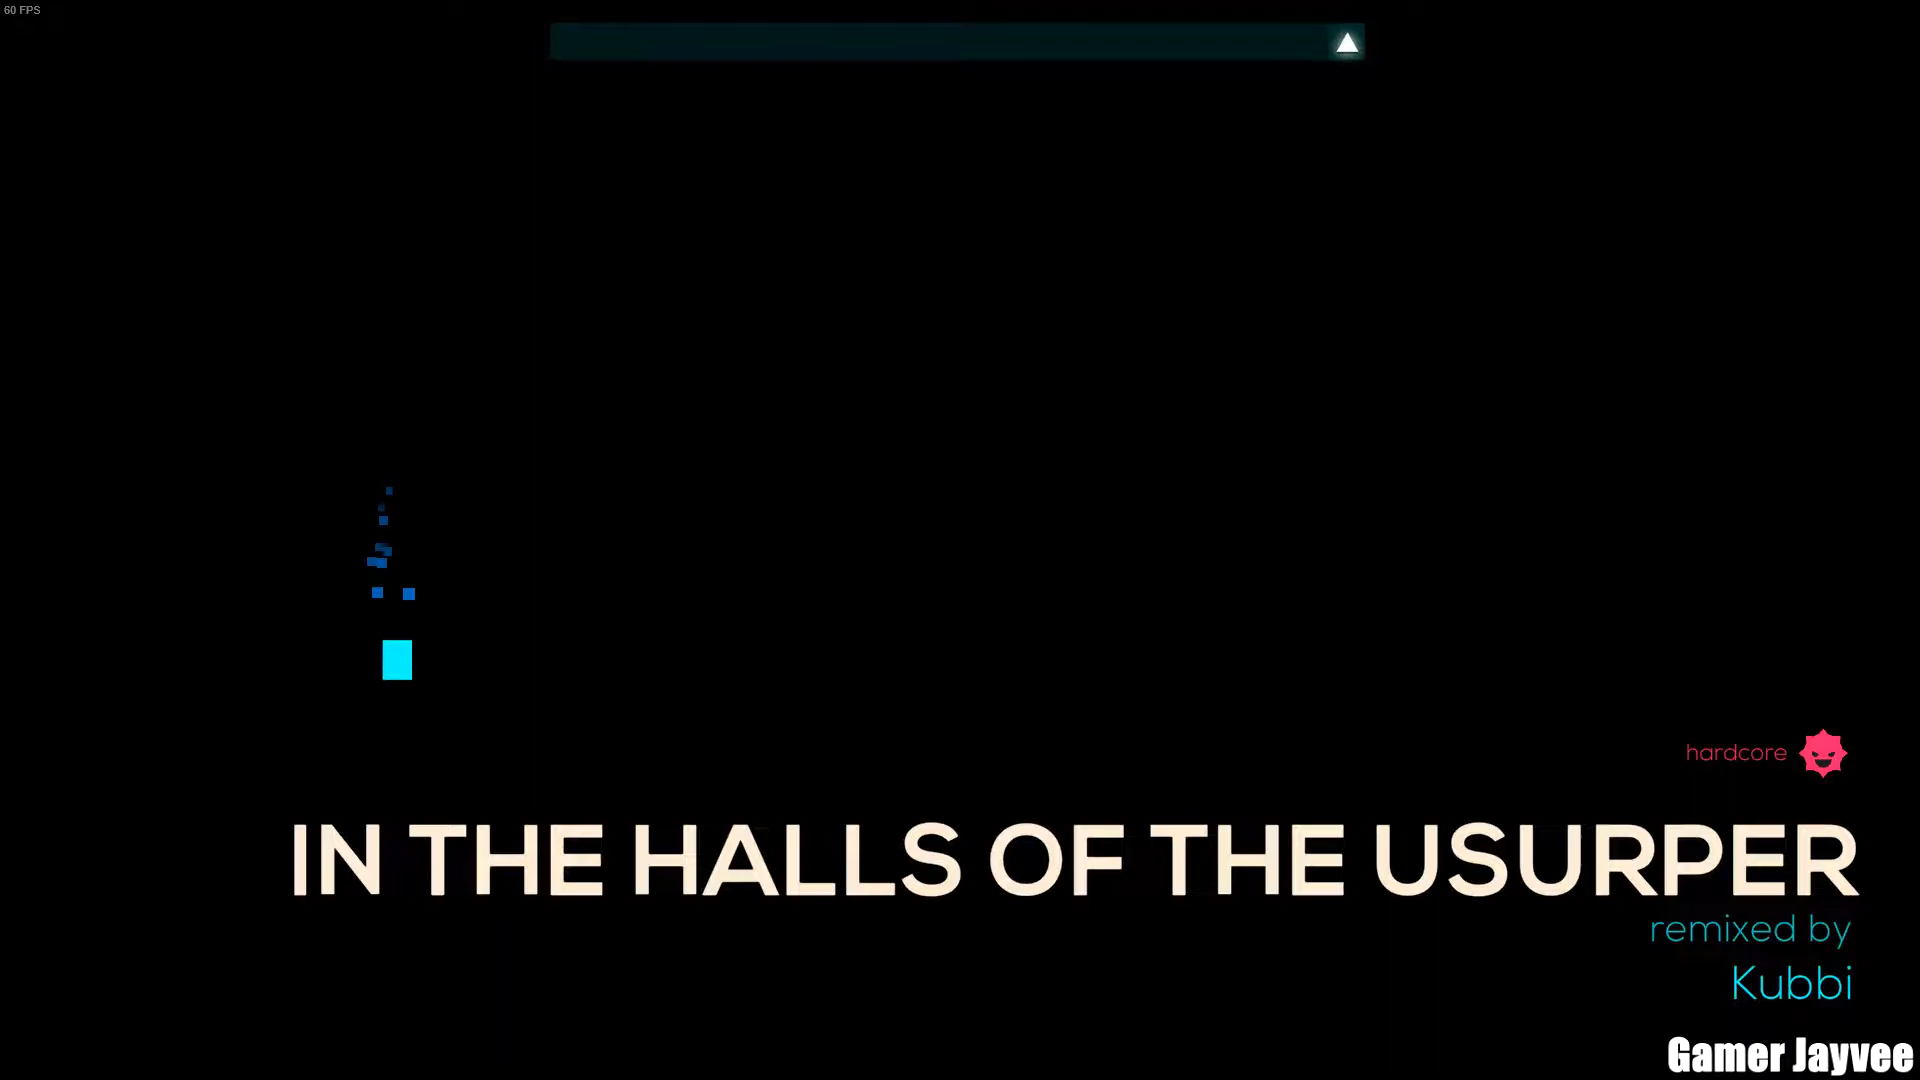 60 FPS
hardcore
IN THE HALLS OF THE USURPER
remixed by
Kubbi
Gamer Jayvee